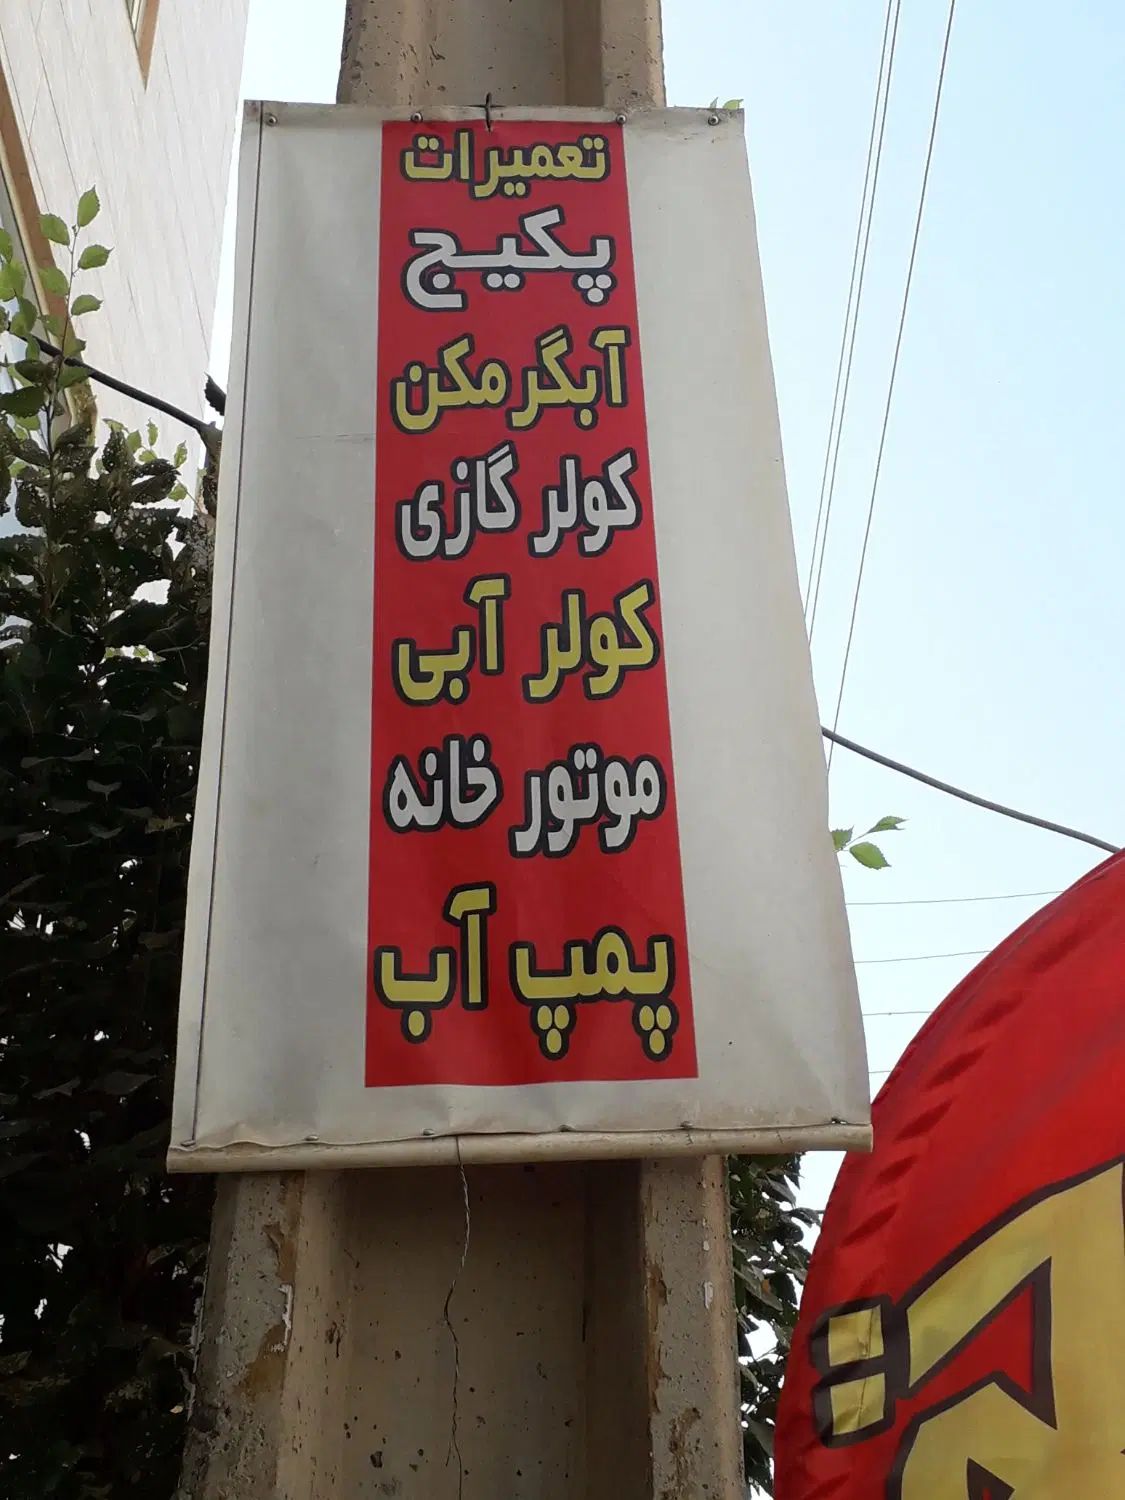 تعمیرات
پکیج
آبگرمکن
کولر گازی
کولر آبی
موتور خانه
پمپ آب